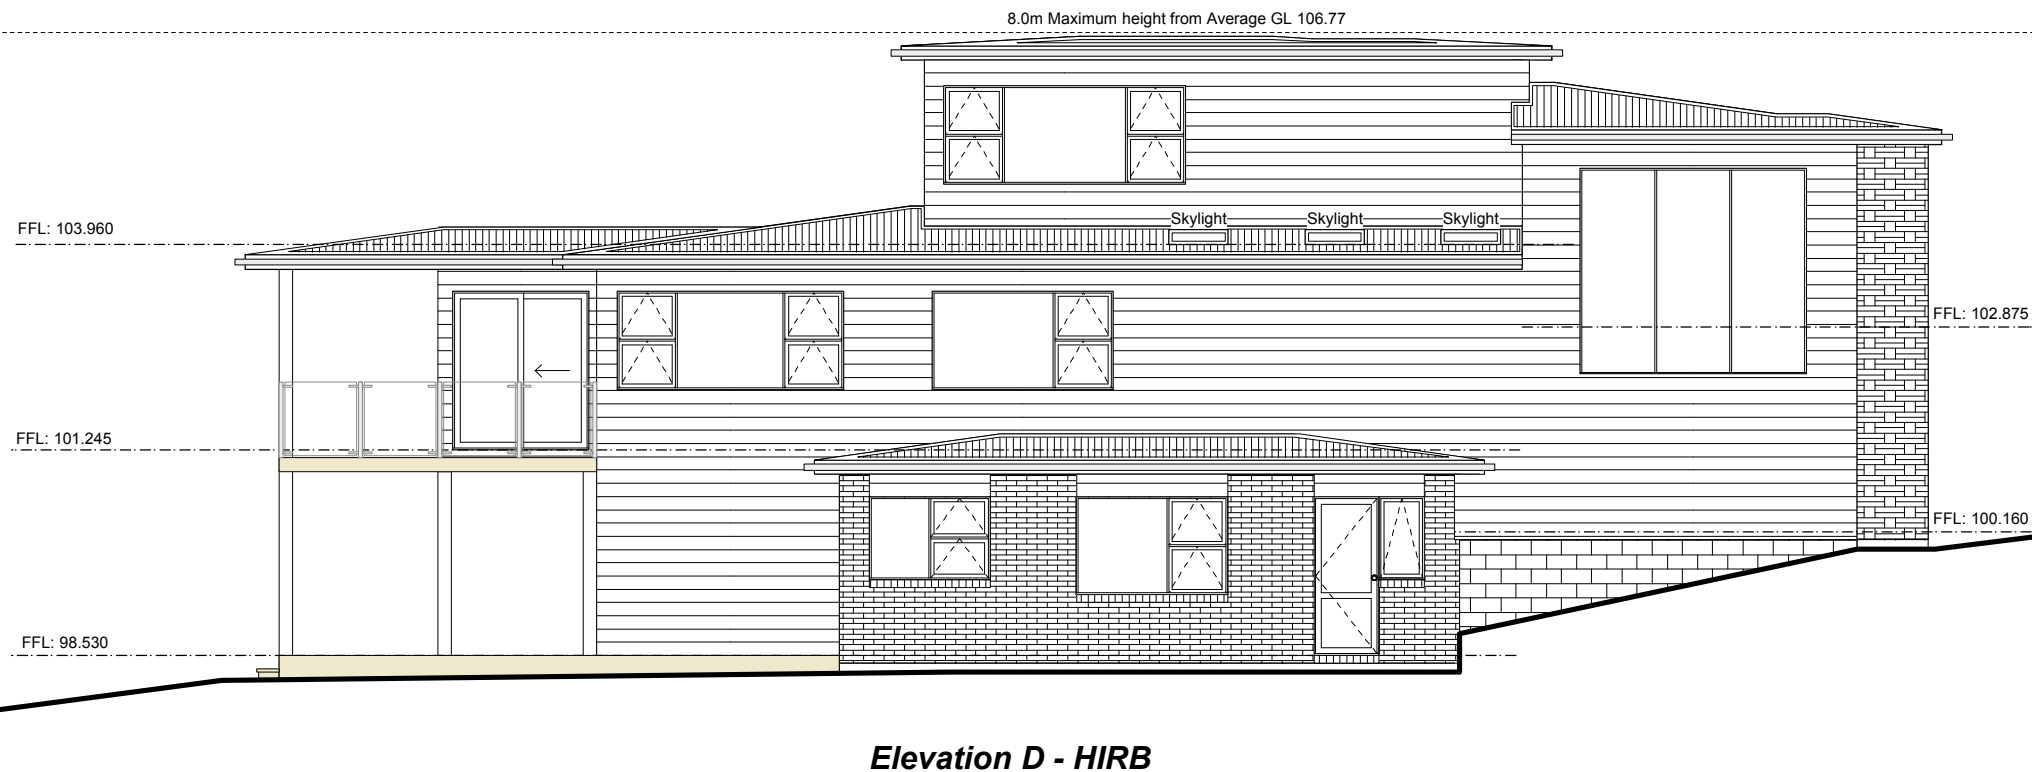 8.0m Maximum height from Average GL 106.77
Skylight Skylight Skylight
FFL: 103.960
FFL: 102.875
FFL: 101.245
FFL: 100.160
FFL: 98.530
Elevation D - HIRB